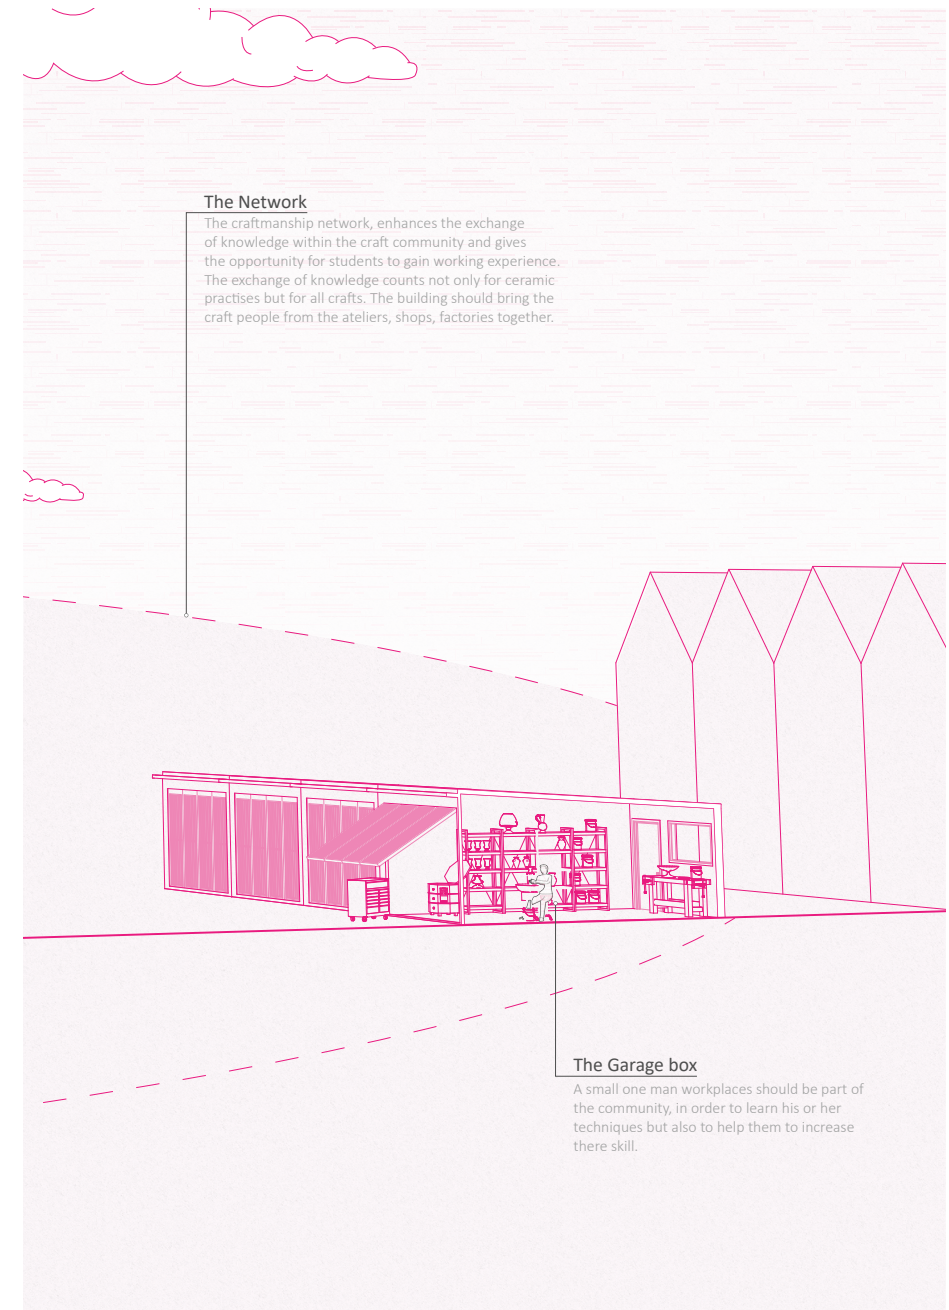 The Network
The craftmanship network, enhances the exchange
of knowledge within the craft community and gives
the opportunity for students to gain working experience.
The exchange of knowledge counts not only for ceramic
practises but for all crafts. The building should bring the
craft people from the ateliers, shops, factories together.
The Garage box
A small one man workplaces should be part of
the community, in order to learn his or her
techniques but also to help them to increase
there skill.